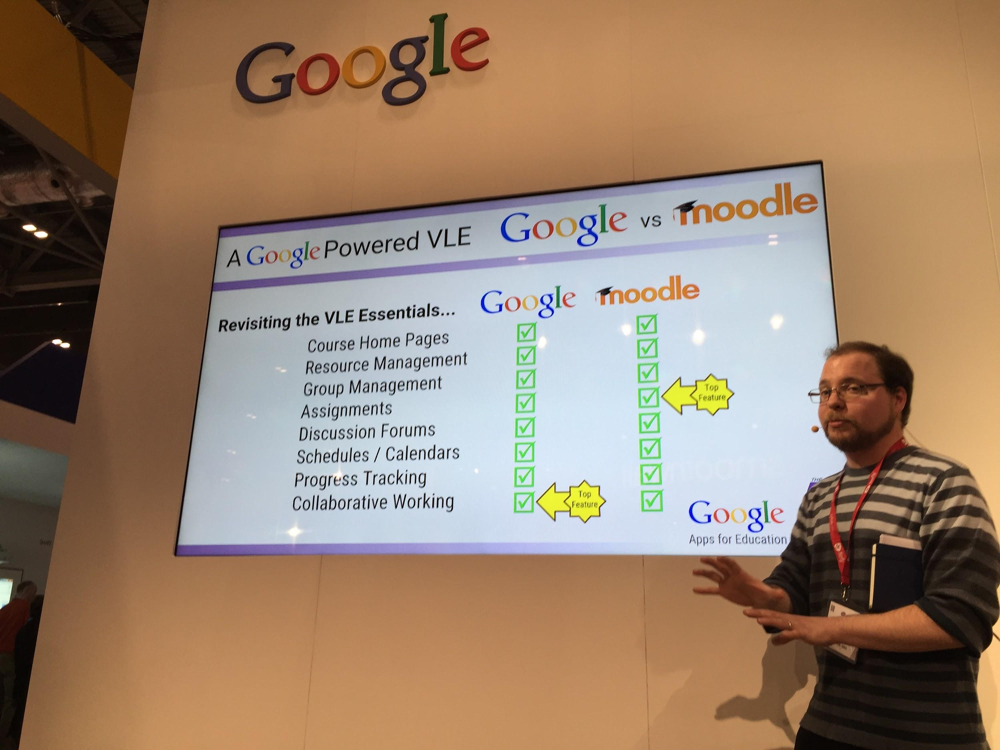 Google
A Google Powered VLE Google vs moodle
Revisiting the VLE Essentials... Google moodle
Course Home Pages
Resource Management
Group Management
Assignments
Top
Feature
Discussion Forums
Schedules / Calendars
Progress Tracking
Collaborative Working
Top
Feature
THE
Google
Apps for Education